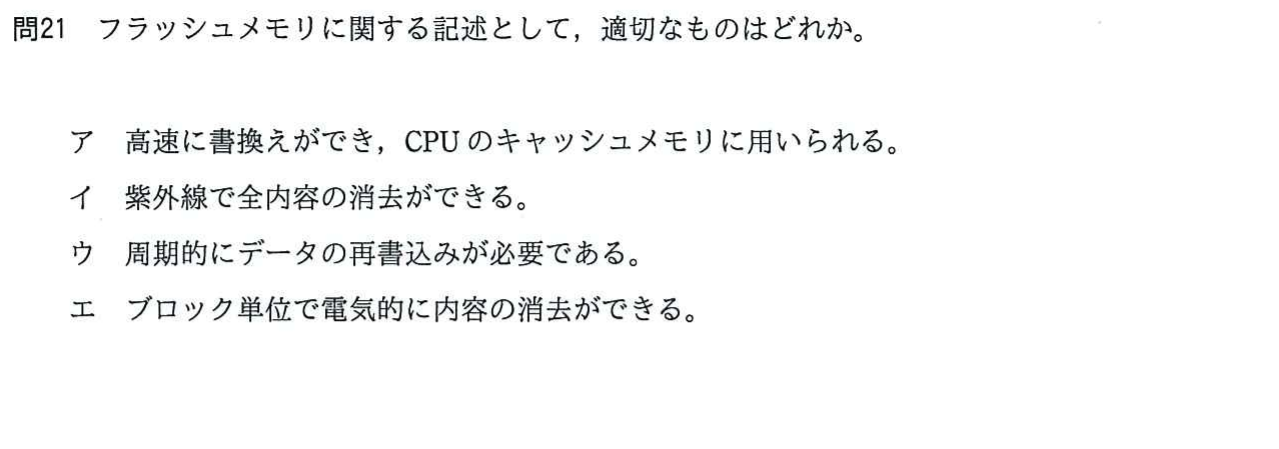 問21　フラッシュメモリに関する記述として，適切なものはどれか。
ア　高速に書換えができ，CPU のキャッシュメモリに用いられる。
イ　紫外線で全内容の消去ができる。
ウ　周期的にデータの再書込みが必要である。
エ　ブロック単位で電気的に内容の消去ができる。